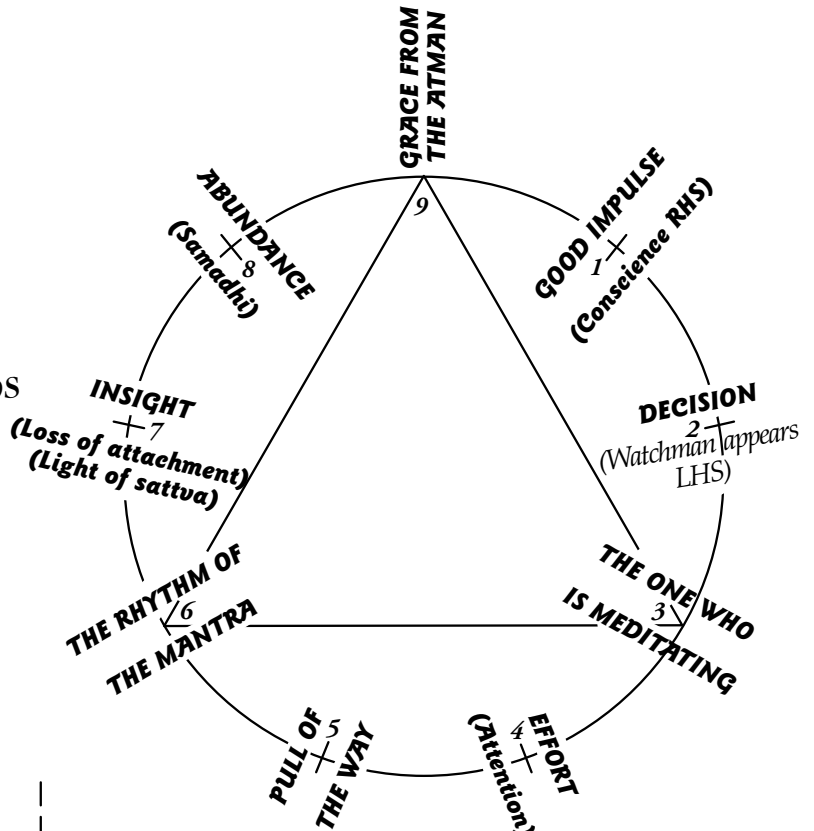 GRACE FROM
THE ATMAN
9
GOOD IMPULSE
1
(Conscience RHS)
DECISION
2
(Watchman appears
LHS)
THE ONE WHO
3
IS MEDITATING
EFFORT
4
(Attention)
PULL OF
5
THE WAY
THE RHYTHM OF
6
THE MANTRA
INSIGHT
7
(Loss of attachment)
(Light of sattva)
ABUNDANCE
8
(Samadhi)